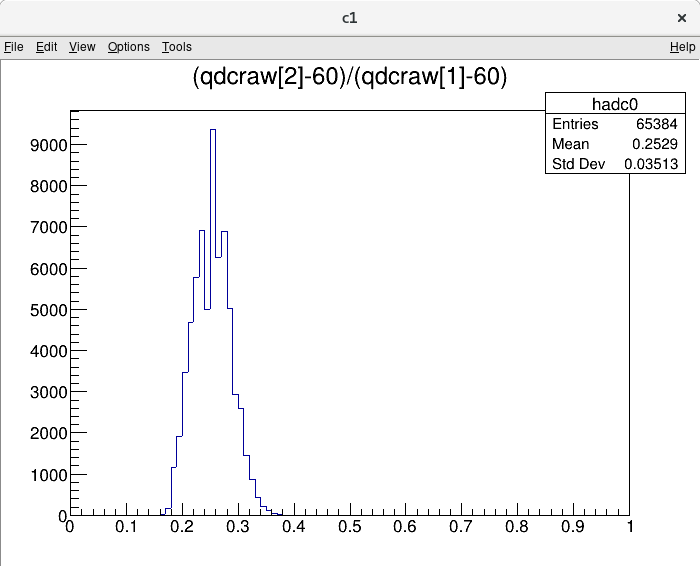 c1
×
File Edit View Options Tools Help
(qdcraw[2]-60)/(qdcraw[1]-60)
hadc0
Entries 65384
Mean 0.2529
Std Dev 0.03513
9000
8000
7000
6000
5000
4000
3000
2000
1000
0
0 0.1 0.2 0.3 0.4 0.5 0.6 0.7 0.8 0.9 1